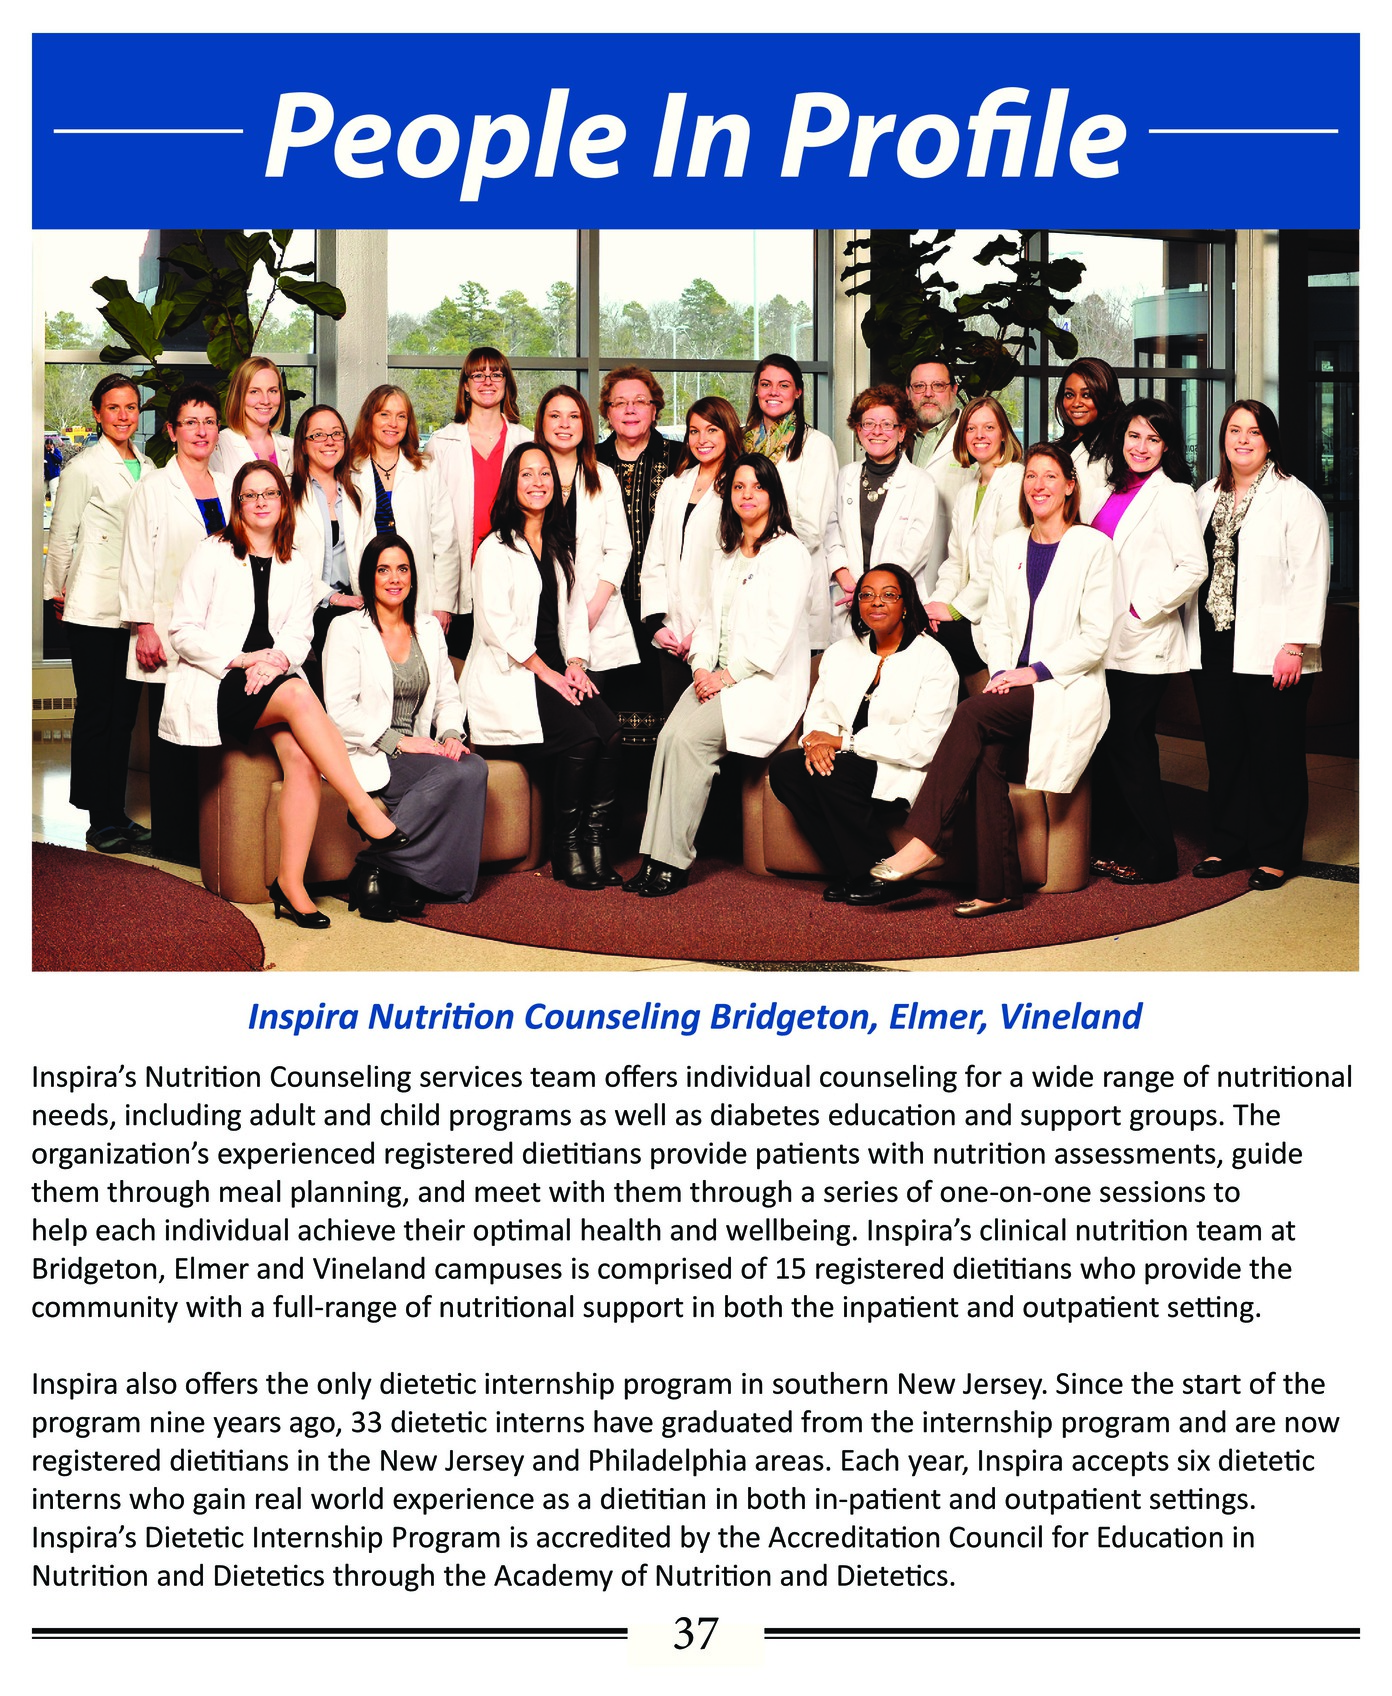 People In Profile
Inspira Nutrition Counseling Bridgeton, Elmer, Vineland
Inspira’s Nutrition Counseling services team offers individual counseling for a wide range of nutritional
needs, including adult and child programs as well as diabetes education and support groups. The
organization’s experienced registered dietitians provide patients with nutrition assessments, guide
them through meal planning, and meet with them through a series of one-on-one sessions to
help each individual achieve their optimal health and wellbeing. Inspira’s clinical nutrition team at
Bridgeton, Elmer and Vineland campuses is comprised of 15 registered dietitians who provide the
community with a full-range of nutritional support in both the inpatient and outpatient setting.
Inspira also offers the only dietetic internship program in southern New Jersey. Since the start of the
program nine years ago, 33 dietetic interns have graduated from the internship program and are now
registered dietitians in the New Jersey and Philadelphia areas. Each year, Inspira accepts six dietetic
interns who gain real world experience as a dietitian in both in-patient and outpatient settings.
Inspira’s Dietetic Internship Program is accredited by the Accreditation Council for Education in
Nutrition and Dietetics through the Academy of Nutrition and Dietetics.
37